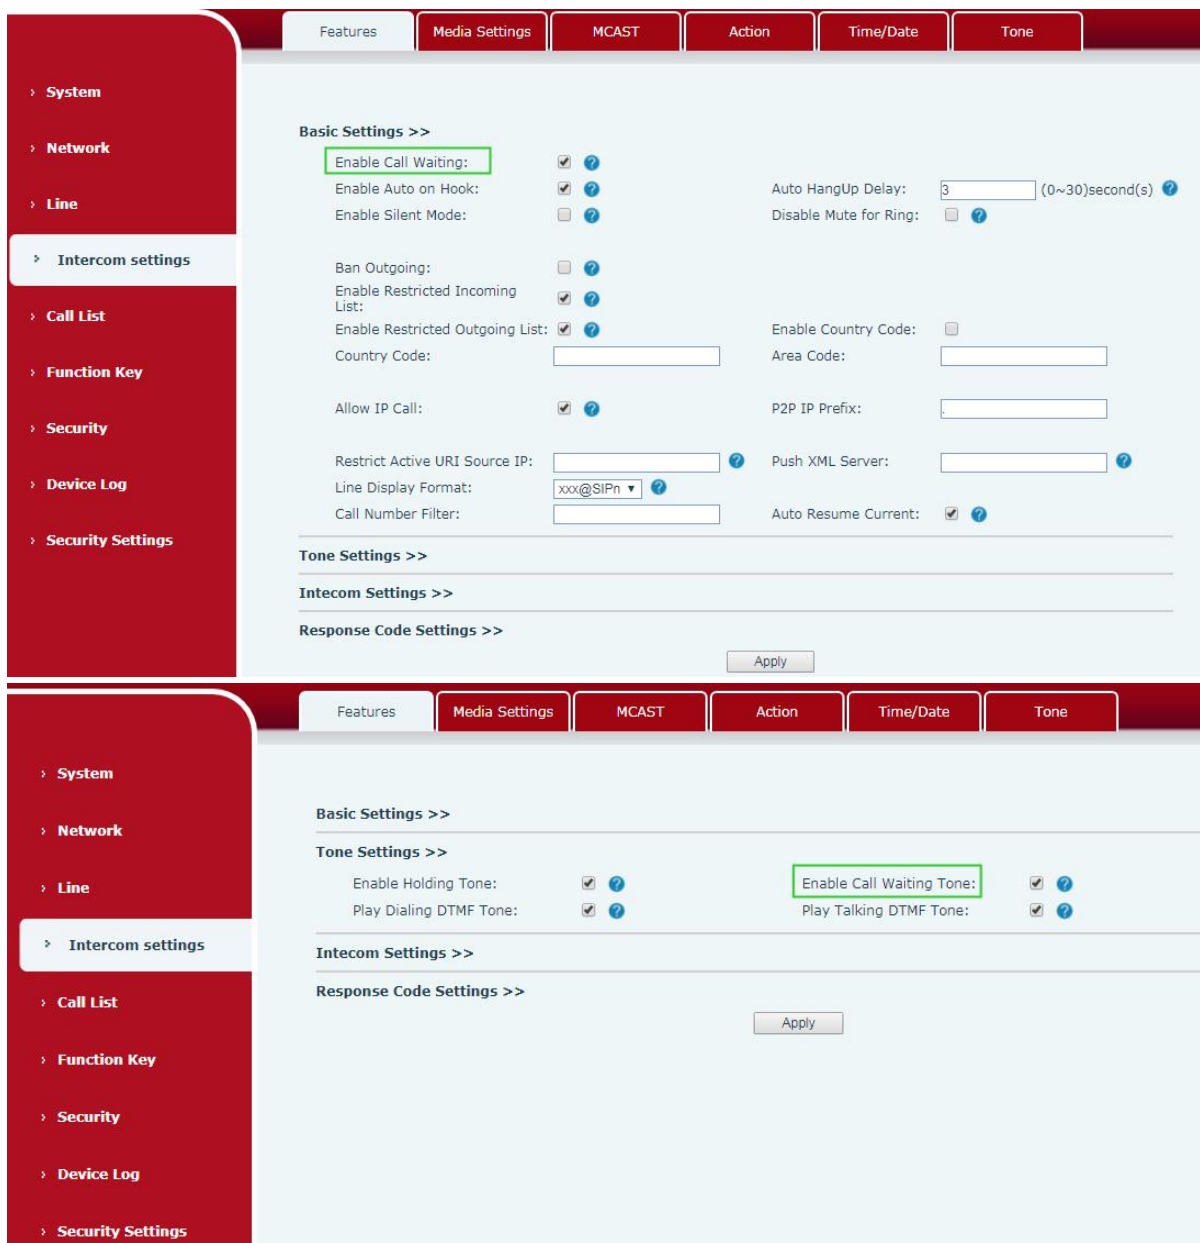 Features Media Settings MCAST Action Time/Date Tone
› System
› Network
› Line
› Intercom settings
› Call List
› Function Key
› Security
› Device Log
› Security Settings
Basic Settings >>
Enable Call Waiting: ?
Enable Auto on Hook: ? Auto HangUp Delay: 3 (0~30)second(s) ?
Enable Silent Mode: ? Disable Mute for Ring: ?
Ban Outgoing: ?
Enable Restricted Incoming
List: ?
Enable Restricted Outgoing List: ? Enable Country Code:
Country Code: Area Code:
Allow IP Call: ? P2P IP Prefix: .
Restrict Active URI Source IP: ? Push XML Server: ?
Line Display Format: xxx@SIPn ▼ ?
Call Number Filter: Auto Resume Current: ?
Tone Settings >>
Intecom Settings >>
Response Code Settings >>
Apply
Features Media Settings MCAST Action Time/Date Tone
› System
› Network
› Line
› Intercom settings
› Call List
› Function Key
› Security
› Device Log
› Security Settings
Basic Settings >>
Tone Settings >>
Enable Holding Tone: ? Enable Call Waiting Tone: ?
Play Dialing DTMF Tone: ? Play Talking DTMF Tone: ?
Intecom Settings >>
Response Code Settings >>
Apply